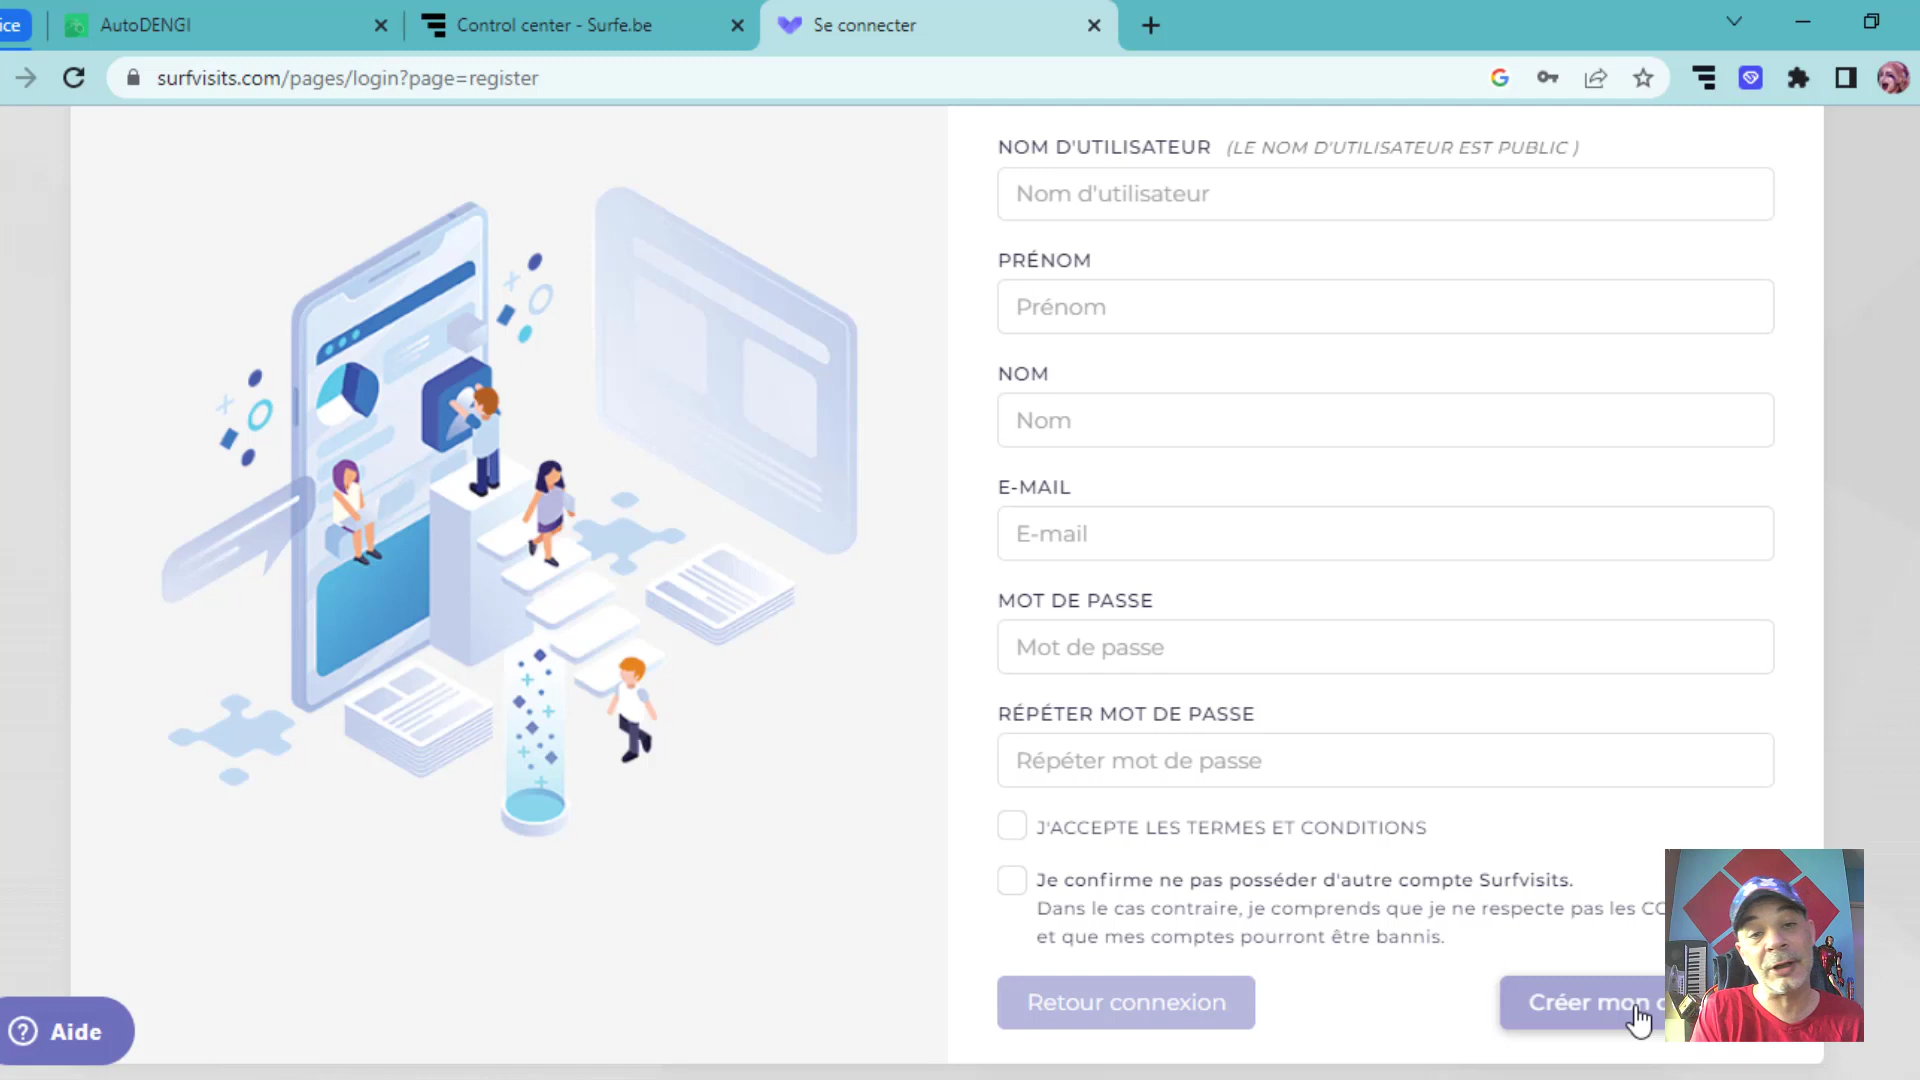 ice
AutoDENGI
Control center - Surfe.be
Se connecter
surfvisits.com/pages/login?page=register
NOM D'UTILISATEUR (LE NOM D'UTILISATEUR EST PUBLIC )
Nom d'utilisateur
PRÉNOM
Prénom
NOM
Nom
E-MAIL
E-mail
MOT DE PASSE
Mot de passe
RÉPÉTER MOT DE PASSE
Répéter mot de passe
J'ACCEPTE LES TERMES ET CONDITIONS
Je confirme ne pas posséder d'autre compte Surfvisits.
Dans le cas contraire, je comprends que je ne respecte pas les
et que mes comptes pourront être bannis.
Retour connexion
Créer mon
Aide